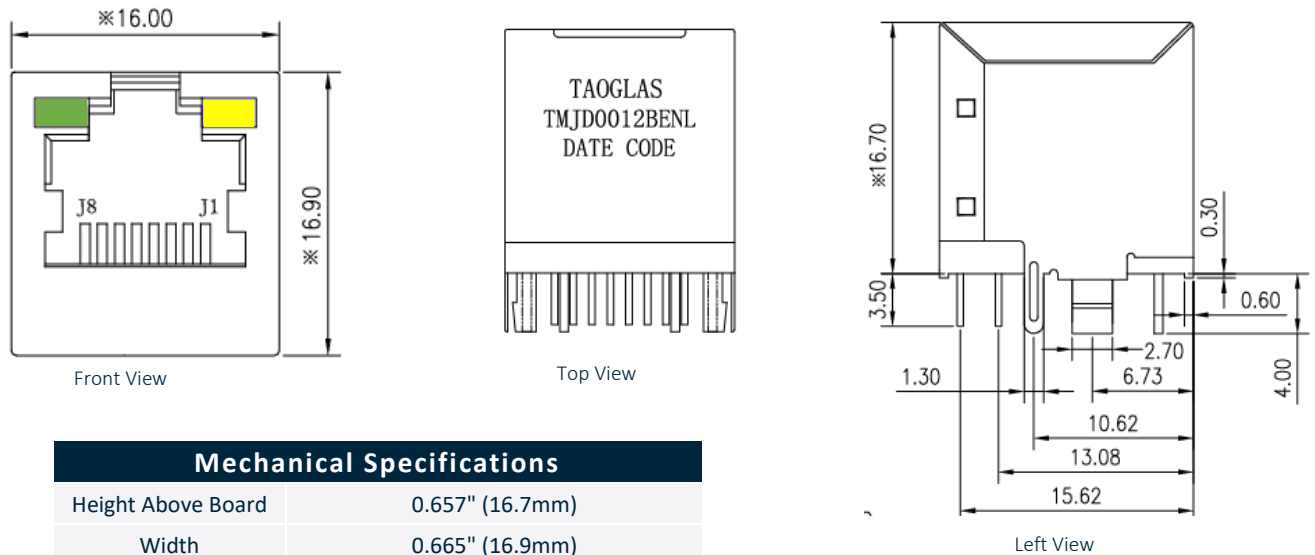 ※16.00
J8
J1
※16.90
Front View
TAOGLAS
TMJD0012BENL
DATE CODE
Top View
※16.70
3.50
0.30
0.60
4.00
2.70
1.30
6.73
10.62
13.08
15.62
Left View
Mechanical Specifications
Height Above Board 0.657" (16.7mm)
Width 0.665" (16.9mm)